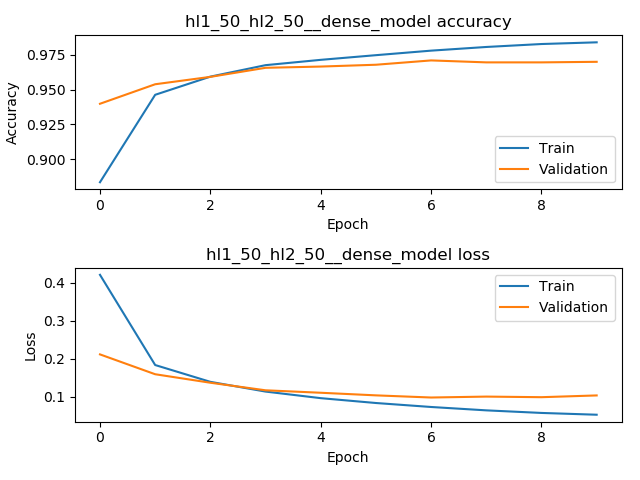 hl1_50_hl2_50__dense_model accuracy
0.975
0.950
0.925
0.900
Accuracy
Train
Validation
0 2 4 6 8
Epoch
hl1_50_hl2_50__dense_model loss
0.4
0.3
0.2
0.1
Loss
Train
Validation
0 2 4 6 8
Epoch